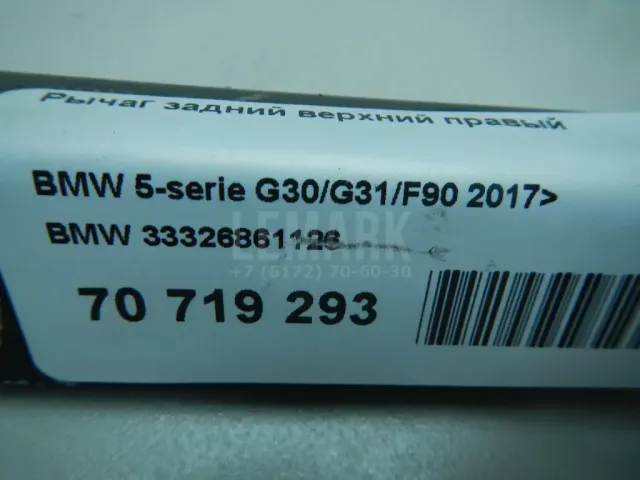 Рычаг задний верхний правый
BMW 5-serie G30/G31/F90 2017>
BMW 33326861126
LEMARK
+7 (6172) 70-60-30
70 719 293